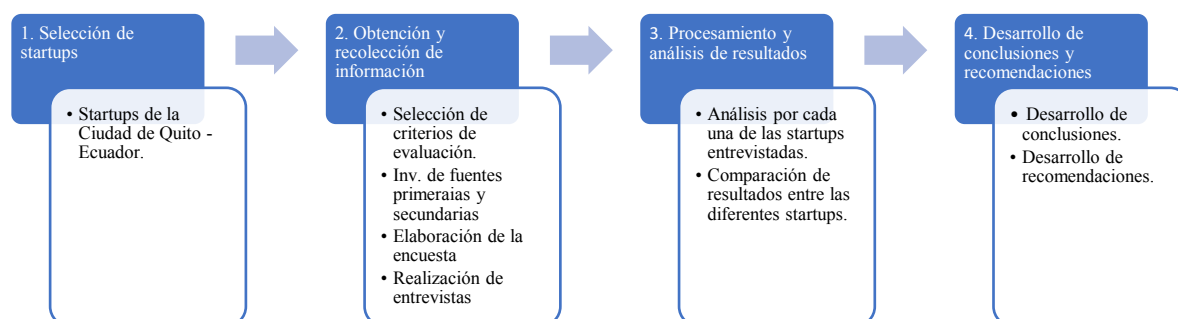 1. Selección de
startups
• Startups de la
Ciudad de Quito -
Ecuador.
2. Obtención y
recolección de
información
• Selección de
criterios de
evaluación.
• Inv. de fuentes
primeraias y
secundarias
• Elaboración de la
encuesta
• Realización de
entrevistas
3. Procesamiento y
análisis de resultados
• Análisis por cada
una de las startups
entrevistadas.
• Comparación de
resultados entre las
diferentes startups.
4. Desarrollo de
conclusiones y
recomendaciones
• Desarrollo de
conclusiones.
• Desarrollo de
recomendaciones.